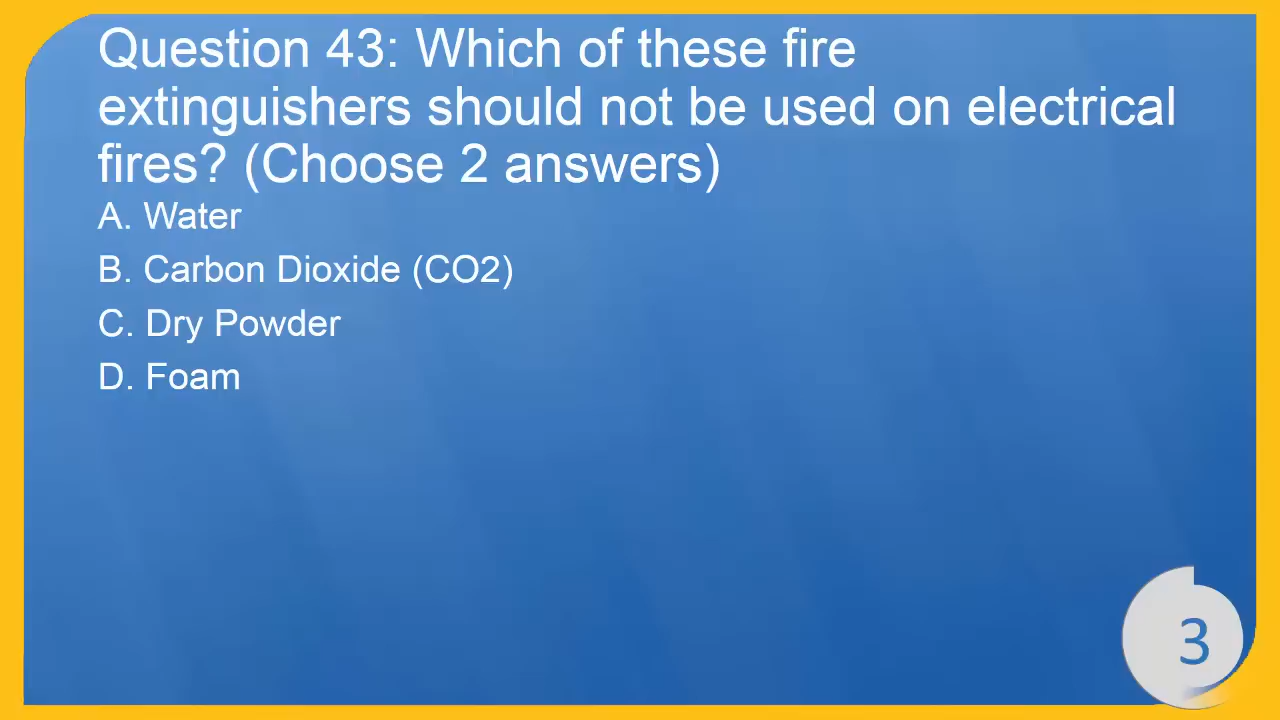 Question 43: Which of these fire
extinguishers should not be used on electrical
fires? (Choose 2 answers)
A. Water
B. Carbon Dioxide (CO2)
C. Dry Powder
D. Foam
3